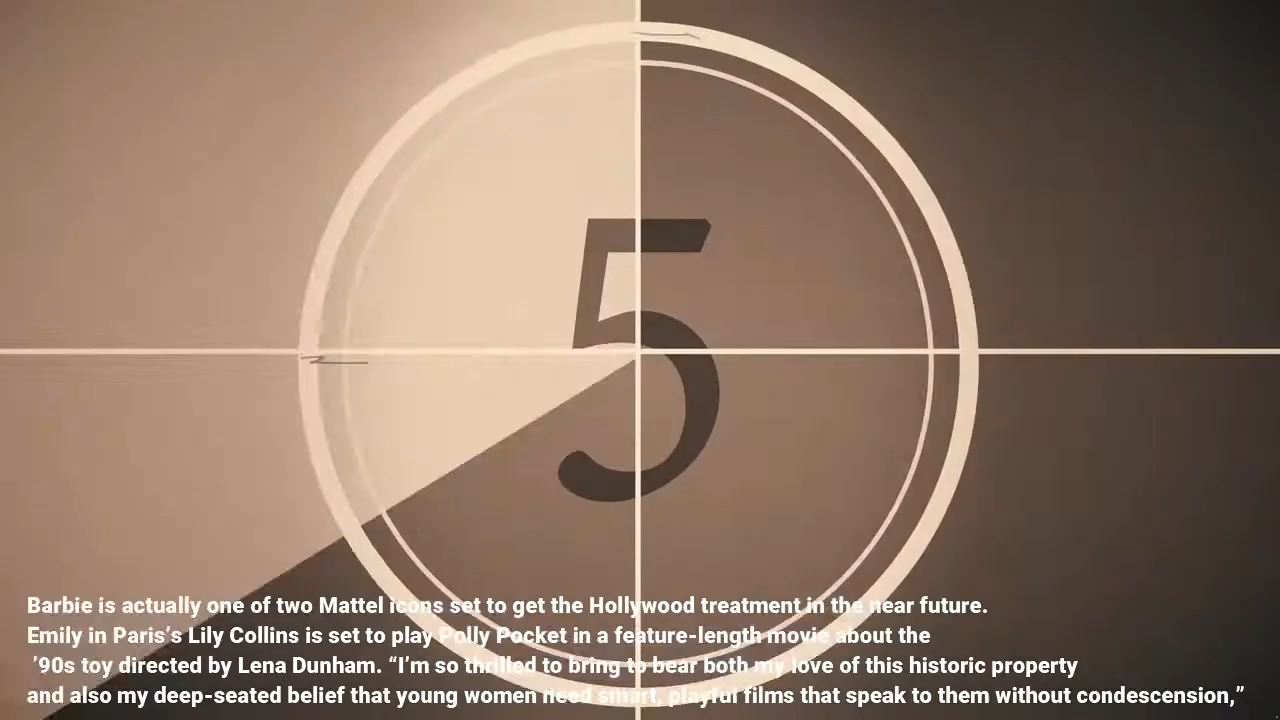 5
Barbie is actually one of two Mattel icons set to get the Hollywood treatment in the near future.
Emily in Paris’s Lily Collins is set to play Polly Pocket in a feature-length movie about the
’90s toy directed by Lena Dunham. “I’m so thrilled to bring to bear both my love of this historic property
and also my deep-seated belief that young women need smart, playful films that speak to them without condescension,”